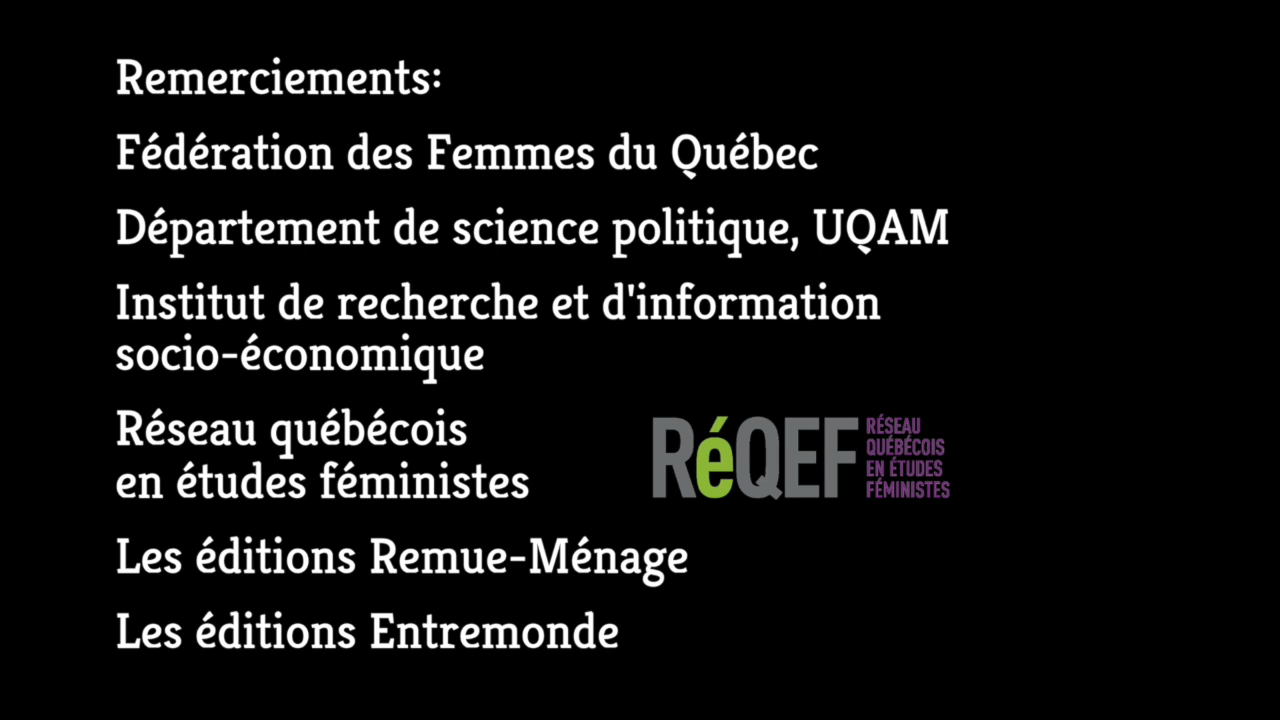 Remerciements:
Fédération des Femmes du Québec
Département de science politique, UQAM
Institut de recherche et d'information
socio-économique
Réseau québécois
en études féministes
RéQEF
RÉSEAU
QUÉBÉCOIS
EN ÉTUDES
FÉMINISTES
Les éditions Remue-Ménage
Les éditions Entremonde